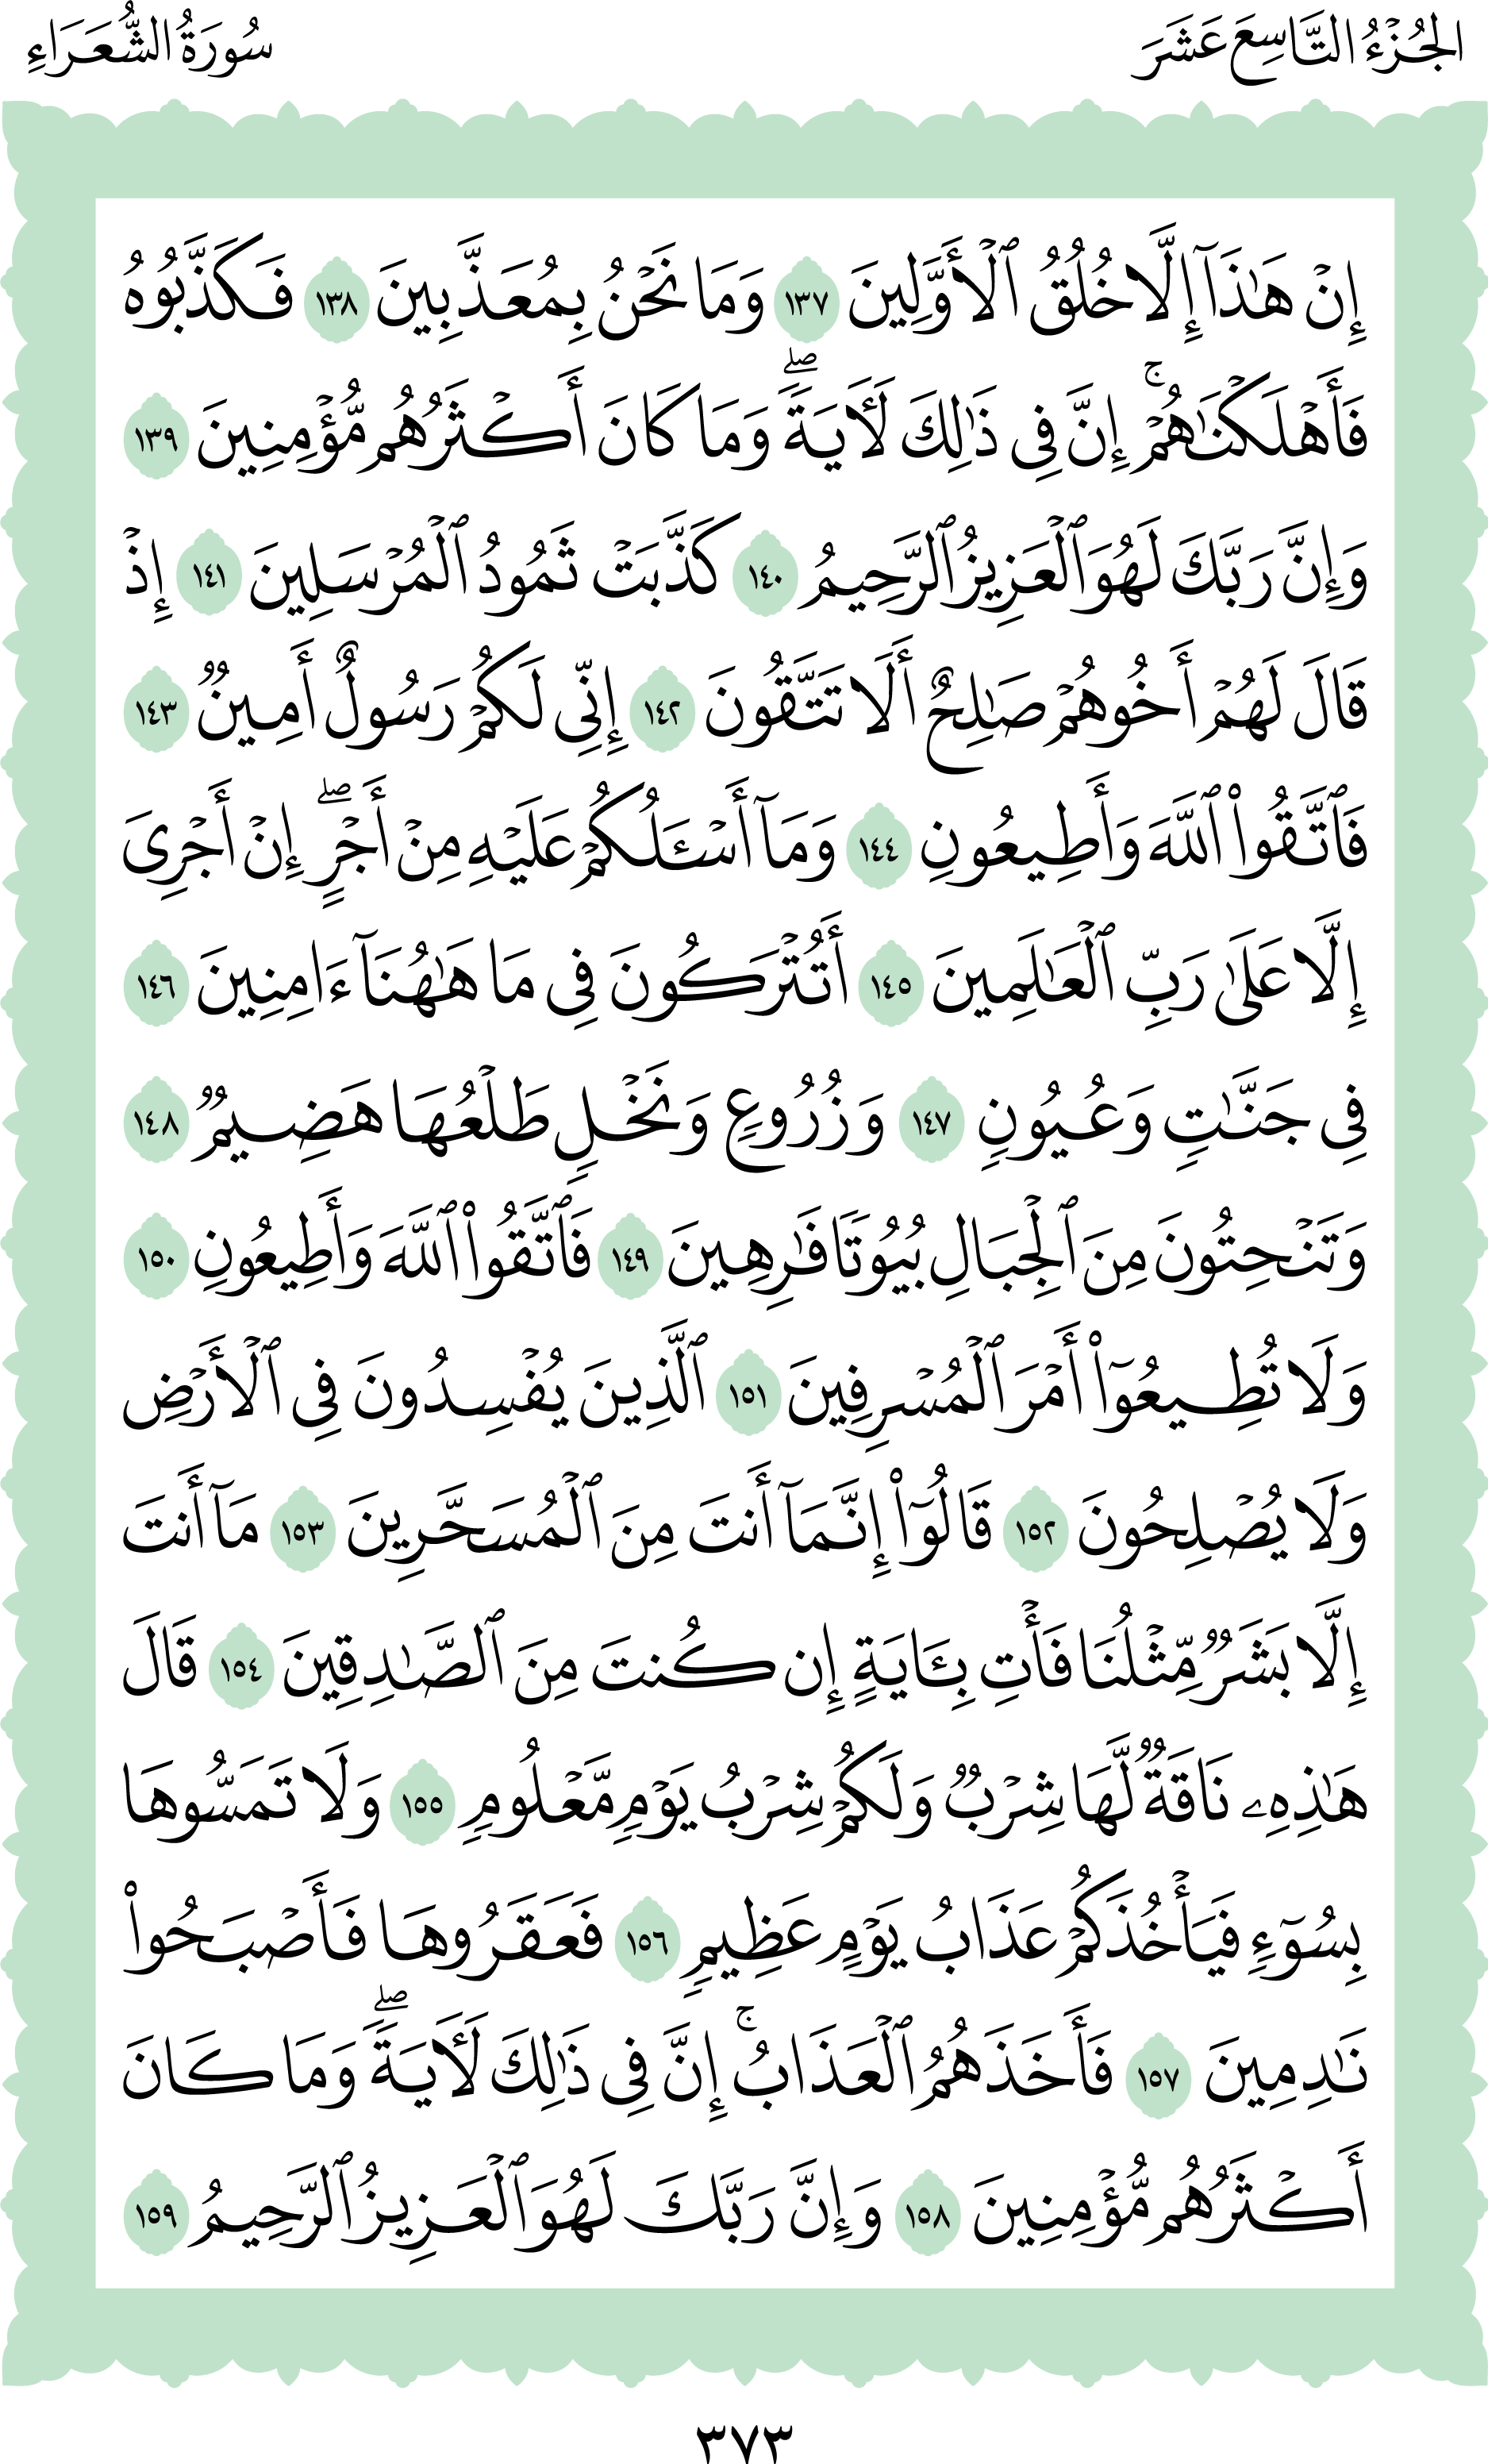 الجُزْءُ التَّاسِعَ عَشَرَ
سُورَةُ الشُّعَرَاءِ
إِنْ هَٰذَآ إِلَّا خُلُقُ ٱلْأَوَّلِينَ ١٣٧ وَمَا نَحْنُ بِمُعَذَّبِينَ ١٣٨ فَكَذَّبُوهُ
فَأَهْلَكْنَٰهُمْ ۚ إِنَّ فِى ذَٰلِكَ لَـَٔايَةً ۖ وَمَا كَانَ أَكْثَرُهُم مُّؤْمِنِينَ ١٣٩
وَإِنَّ رَبَّكَ لَهُوَ ٱلْعَزِيزُ ٱلرَّحِيمُ ١٤٠ كَذَّبَتْ ثَمُودُ ٱلْمُرْسَلِينَ ١٤١ إِذْ
قَالَ لَهُمْ أَخُوهُمْ صَٰلِحٌ أَلَا تَتَّقُونَ ١٤٢ إِنِّى لَكُمْ رَسُولٌ أَمِينٌ ١٤٣
فَٱتَّقُوا۟ ٱللَّهَ وَأَطِيعُونِ ١٤٤ وَمَآ أَسْـَٔلُكُمْ عَلَيْهِ مِنْ أَجْرٍ ۖ إِنْ أَجْرِىَ
إِلَّا عَلَىٰ رَبِّ ٱلْعَٰلَمِينَ ١٤٥ أَتُتْرَكُونَ فِى مَا هَٰهُنَآ ءَامِنِينَ ١٤٦
فِى جَنَّٰتٍ وَعُيُونٍ ١٤٧ وَزُرُوعٍ وَنَخْلٍ طَلْعُهَا هَضِيمٌ ١٤٨
وَتَنْحِتُونَ مِنَ ٱلْجِبَالِ بُيُوتًا فَٰرِهِينَ ١٤٩ فَٱتَّقُوا۟ ٱللَّهَ وَأَطِيعُونِ ١٥٠
وَلَا تُطِيعُوٓا۟ أَمْرَ ٱلْمُسْرِفِينَ ١٥١ ٱلَّذِينَ يُفْسِدُونَ فِى ٱلْأَرْضِ
وَلَا يُصْلِحُونَ ١٥٢ قَالُوٓا۟ إِنَّمَآ أَنتَ مِنَ ٱلْمُسَحَّرِينَ ١٥٣ مَآ أَنتَ
إِلَّا بَشَرٌ مِّثْلُنَا فَأْتِ بِـَٔايَةٍ إِن كُنتَ مِنَ ٱلصَّٰدِقِينَ ١٥٤ قَالَ
هَٰذِهِۦ نَاقَةٌ لَّهَا شِرْبٌ وَلَكُمْ شِرْبُ يَوْمٍ مَّعْلُومٍ ١٥٥ وَلَا تَمَسُّوهَا
بِسُوٓءٍ فَيَأْخُذَكُمْ عَذَابُ يَوْمٍ عَظِيمٍ ١٥٦ فَعَقَرُوهَا فَأَصْبَحُوا۟
نَٰدِمِينَ ١٥٧ فَأَخَذَهُمُ ٱلْعَذَابُ ۚ إِنَّ فِى ذَٰلِكَ لَـَٔايَةً ۖ وَمَا كَانَ
أَكْثَرُهُم مُّؤْمِنِينَ ١٥٨ وَإِنَّ رَبَّكَ لَهُوَ ٱلْعَزِيزُ ٱلرَّحِيمُ ١٥٩
٣٧٣